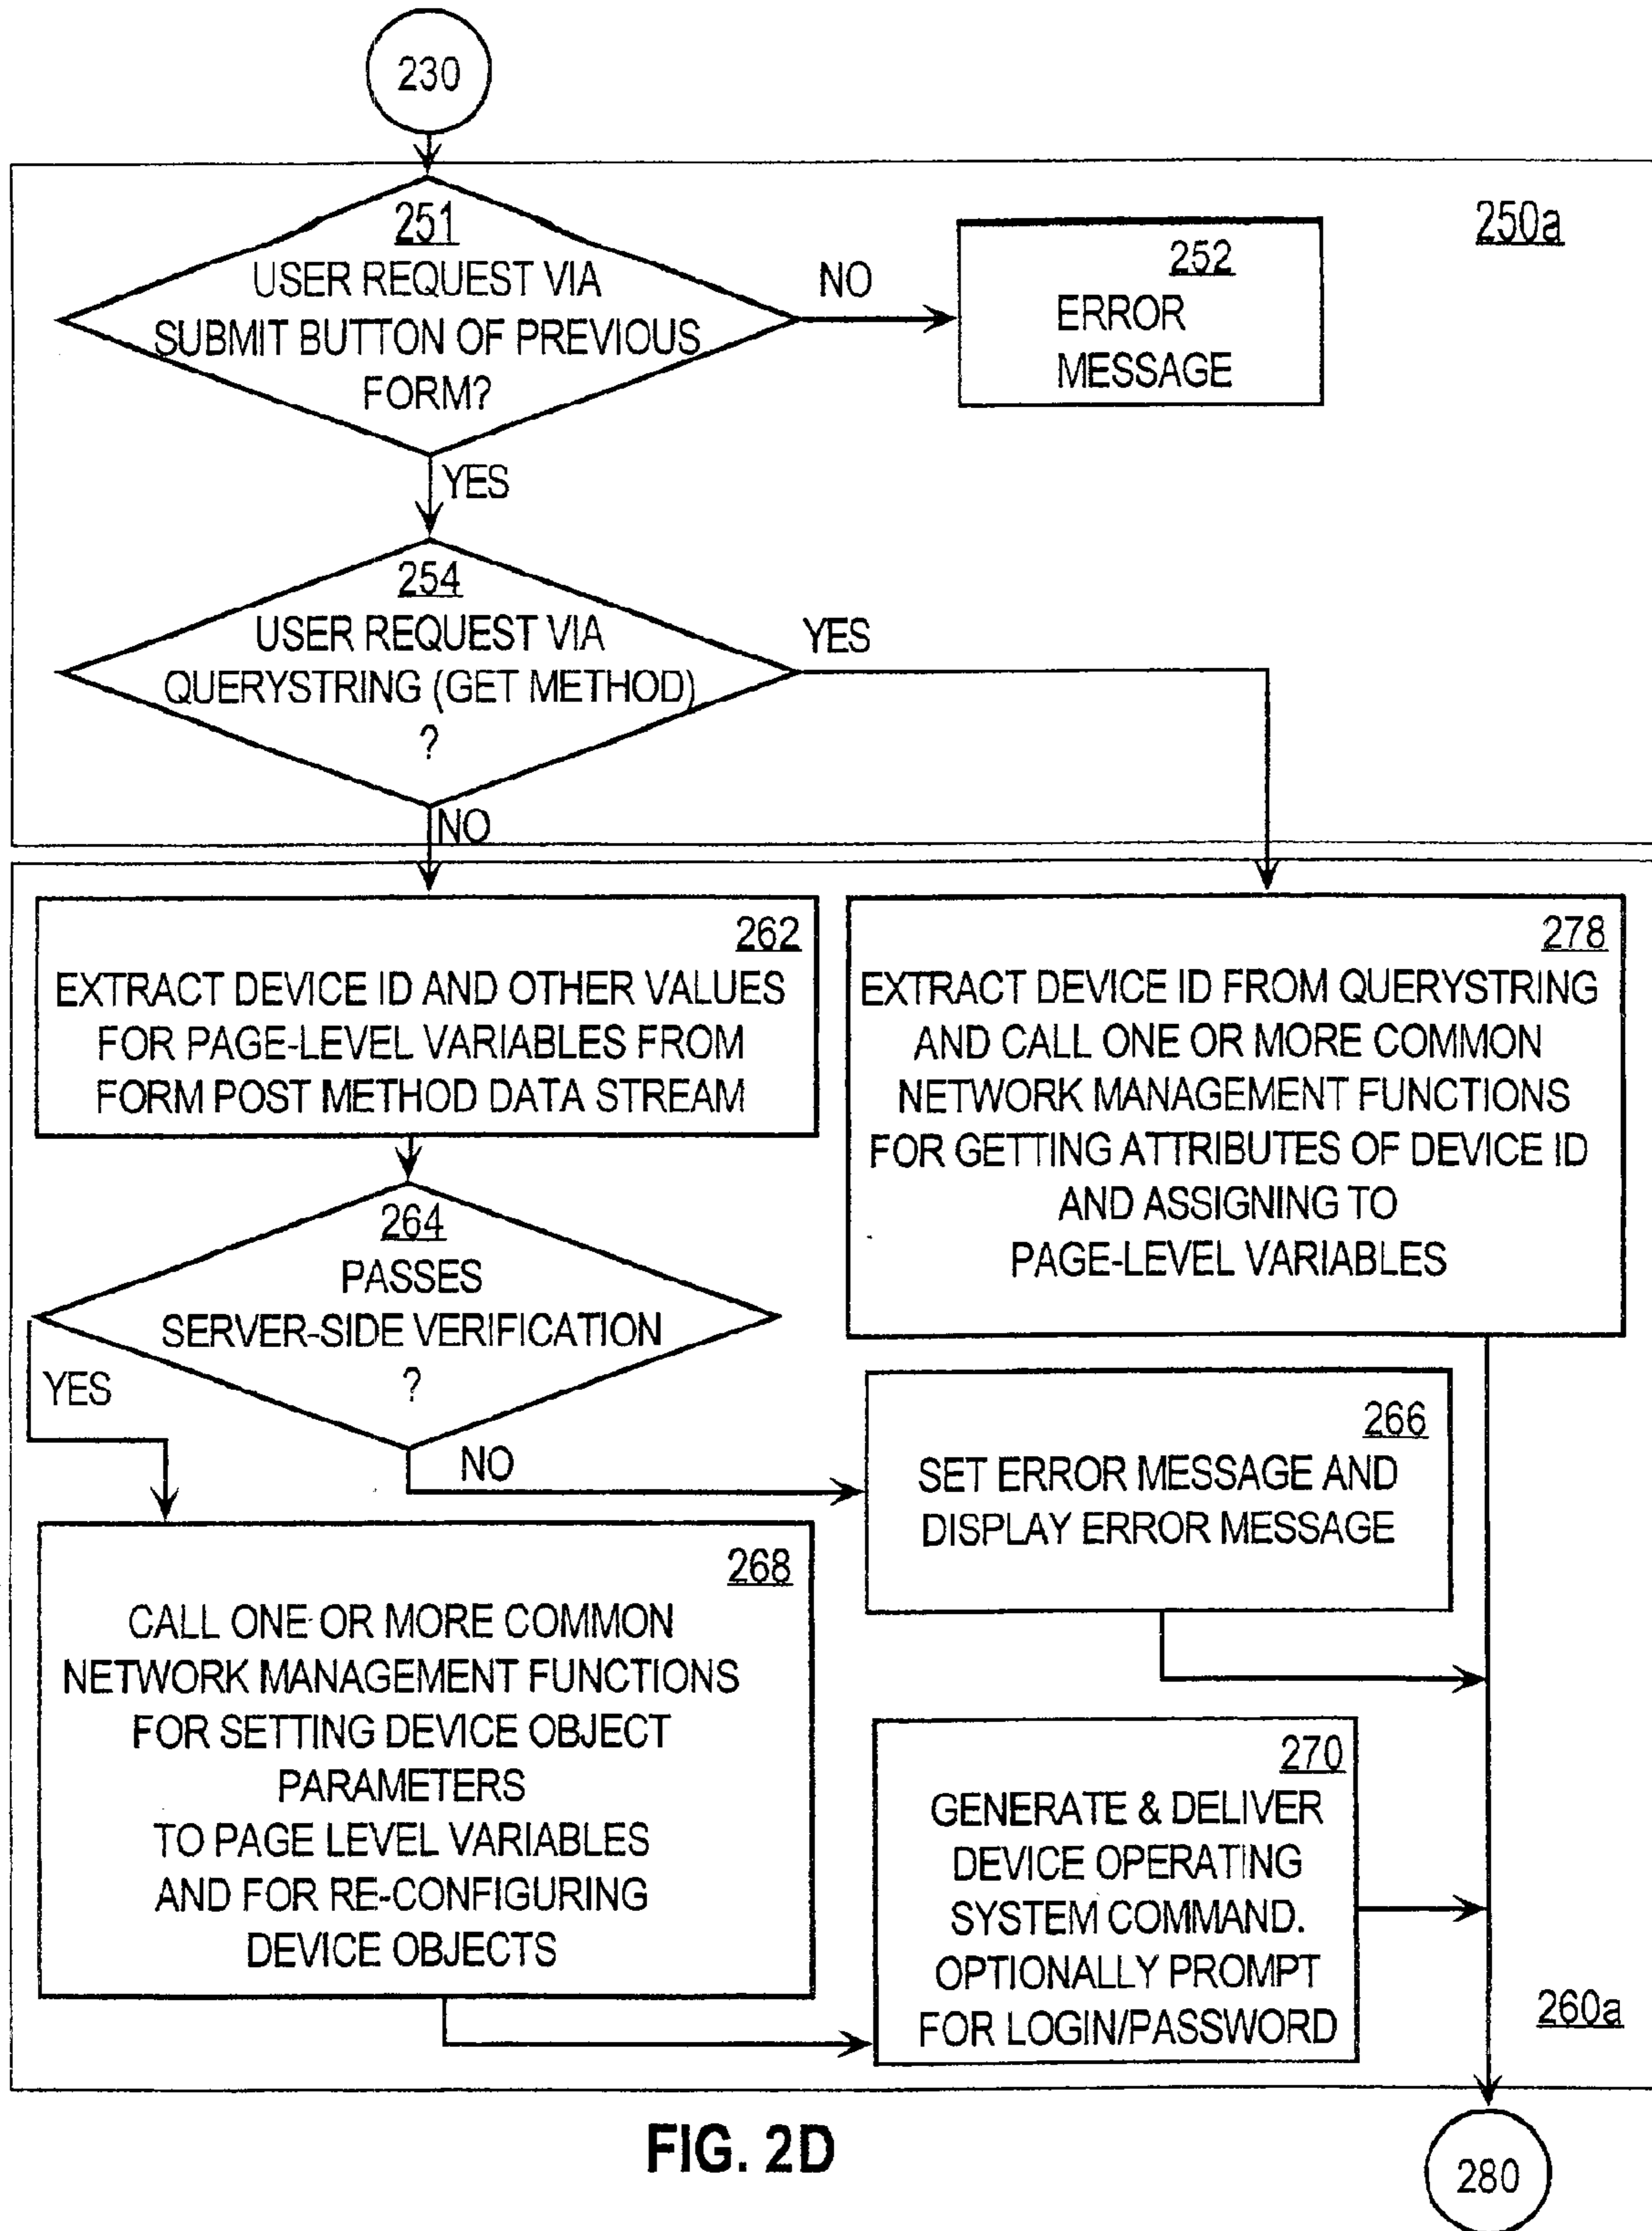 230
250a
251
USER REQUEST VIA
SUBMIT BUTTON OF PREVIOUS
FORM?
NO
252
ERROR
MESSAGE
YES
254
USER REQUEST VIA
QUERYSTRING (GET METHOD)
?
YES
NO
262
EXTRACT DEVICE ID AND OTHER VALUES
FOR PAGE-LEVEL VARIABLES FROM
FORM POST METHOD DATA STREAM
278
EXTRACT DEVICE ID FROM QUERYSTRING
AND CALL ONE OR MORE COMMON
NETWORK MANAGEMENT FUNCTIONS
FOR GETTING ATTRIBUTES OF DEVICE ID
AND ASSIGNING TO
PAGE-LEVEL VARIABLES
264
PASSES
SERVER-SIDE VERIFICATION
?
YES
NO
266
SET ERROR MESSAGE AND
DISPLAY ERROR MESSAGE
268
CALL ONE OR MORE COMMON
NETWORK MANAGEMENT FUNCTIONS
FOR SETTING DEVICE OBJECT
PARAMETERS
TO PAGE LEVEL VARIABLES
AND FOR RE-CONFIGURING
DEVICE OBJECTS
270
GENERATE & DELIVER
DEVICE OPERATING
SYSTEM COMMAND.
OPTIONALLY PROMPT
FOR LOGIN/PASSWORD
260a
FIG. 2D
280